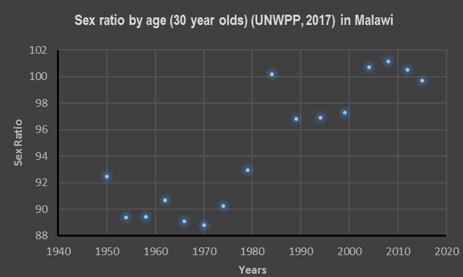 Sex ratio by age (30 year olds) (UNWPP, 2017) in Malawi
102
100
98
96
94
92
90
88
Sex Ratio
1940 1950 1960 1970 1980 1990 2000 2010 2020
Years